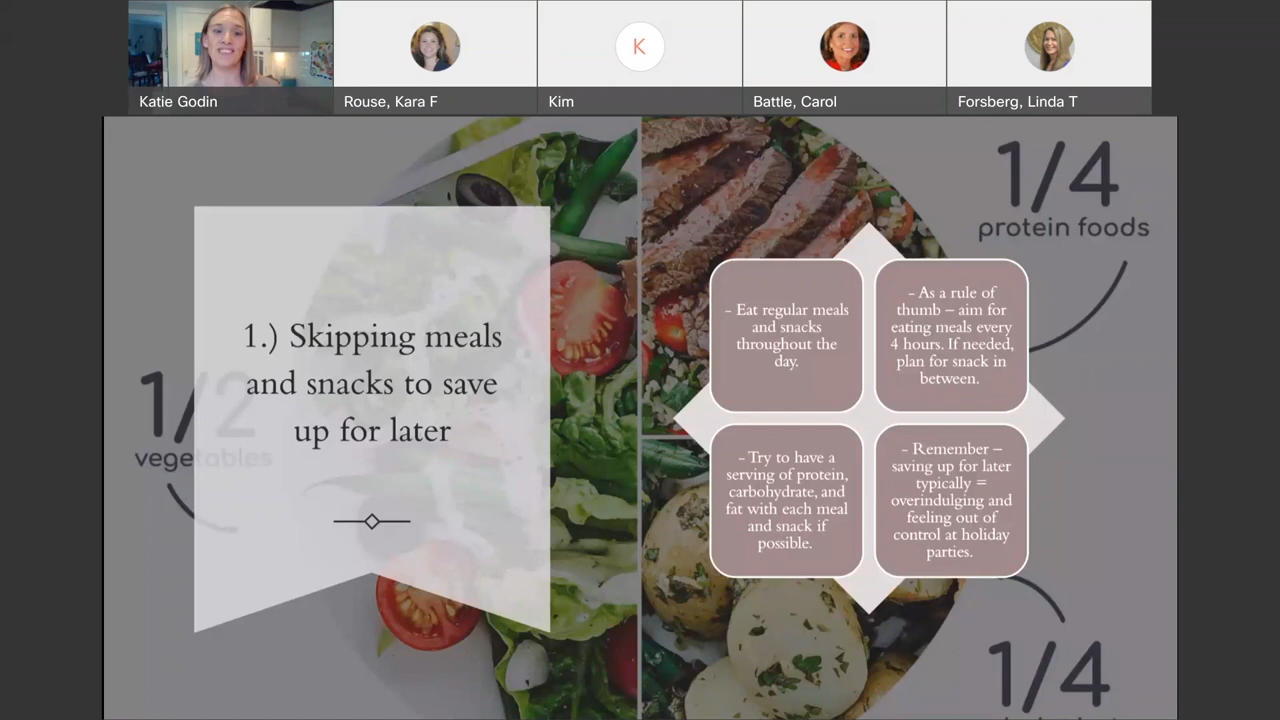 Katie Godin
Rouse, Kara F
K
Kim
Battle, Carol
Forsberg, Linda T
1.) Skipping meals
and snacks to save
up for later
1/2
vegetables
1/4
protein foods
- Eat regular meals
and snacks
throughout the
day.
- As a rule of
thumb – aim for
eating meals every
4 hours. If needed,
plan for snack in
between.
- Try to have a
serving of protein,
carbohydrate, and
fat with each meal
and snack if
possible.
- Remember –
saving up for later
typically =
overindulging and
feeling out of
control at holiday
parties.
1/4